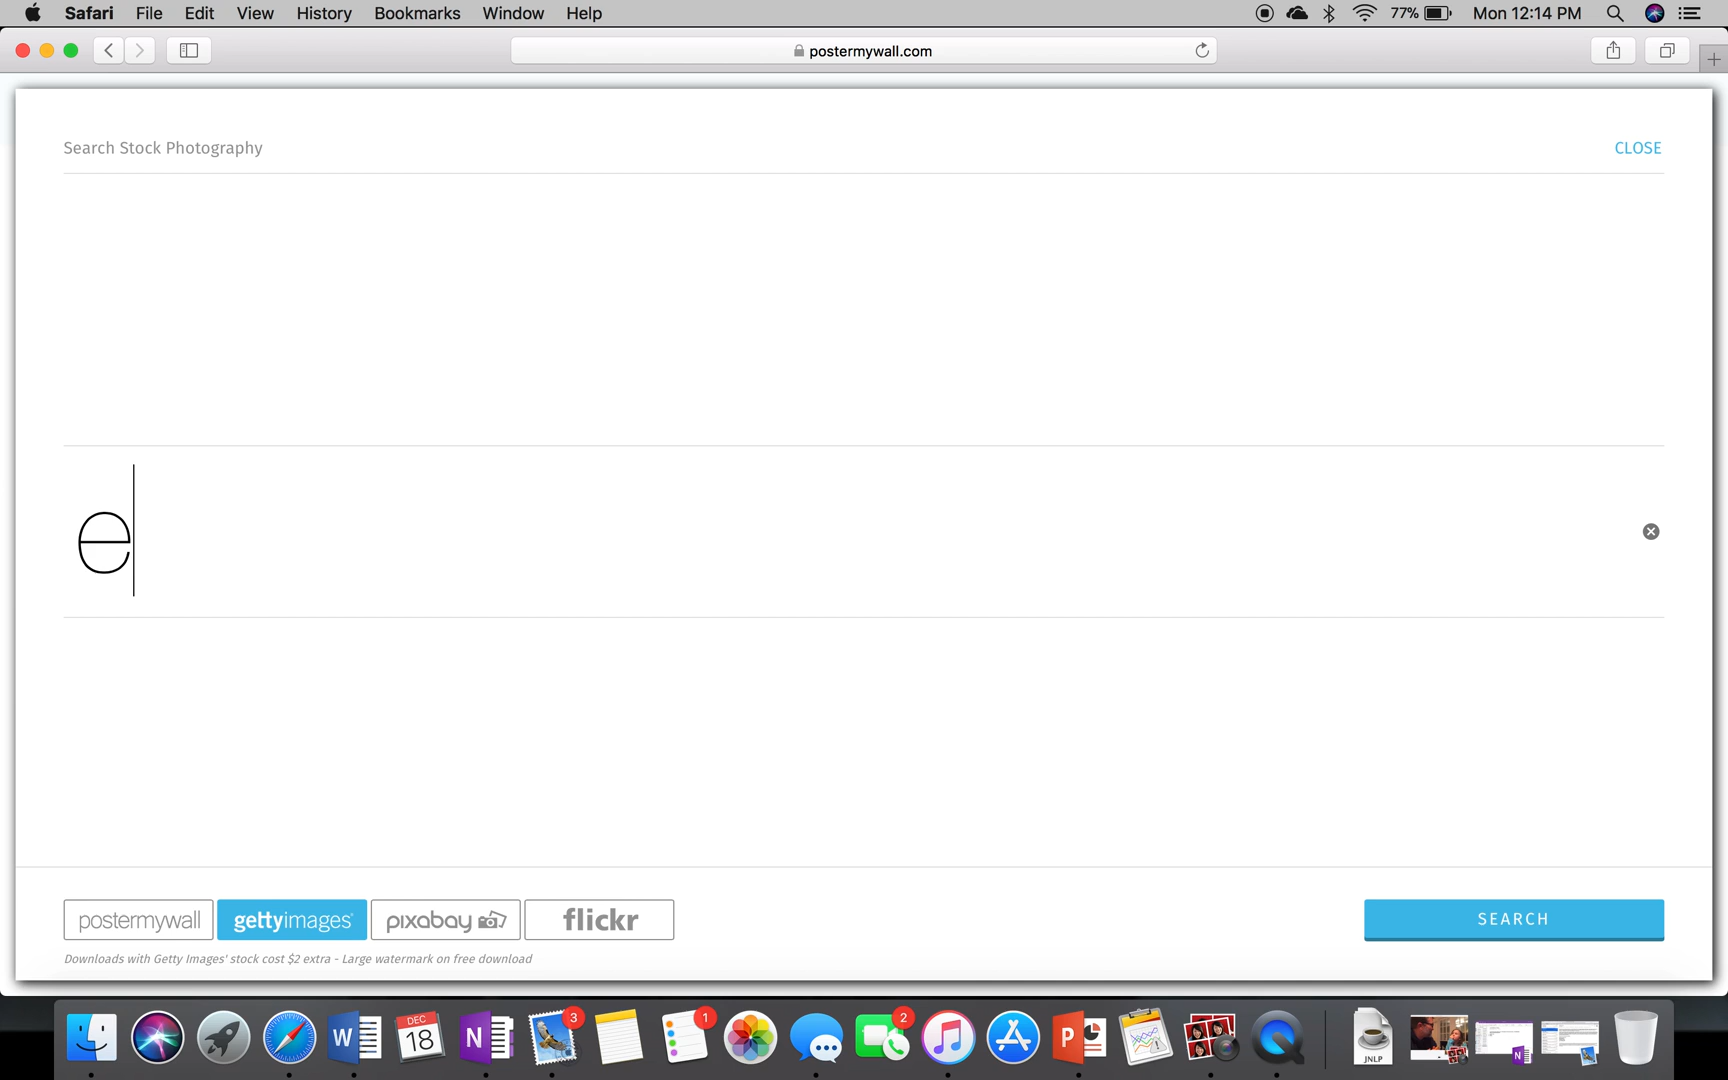 Safari File Edit View History Bookmarks Window Help 77% Mon 12:14 PM
postermywall.com
Search Stock Photography CLOSE
e
postermywall gettyimages pixabay flickr SEARCH
Downloads with Getty Images' stock cost $2 extra - Large watermark on free download
W DEC 18 N 3 1 2 P JNLP N